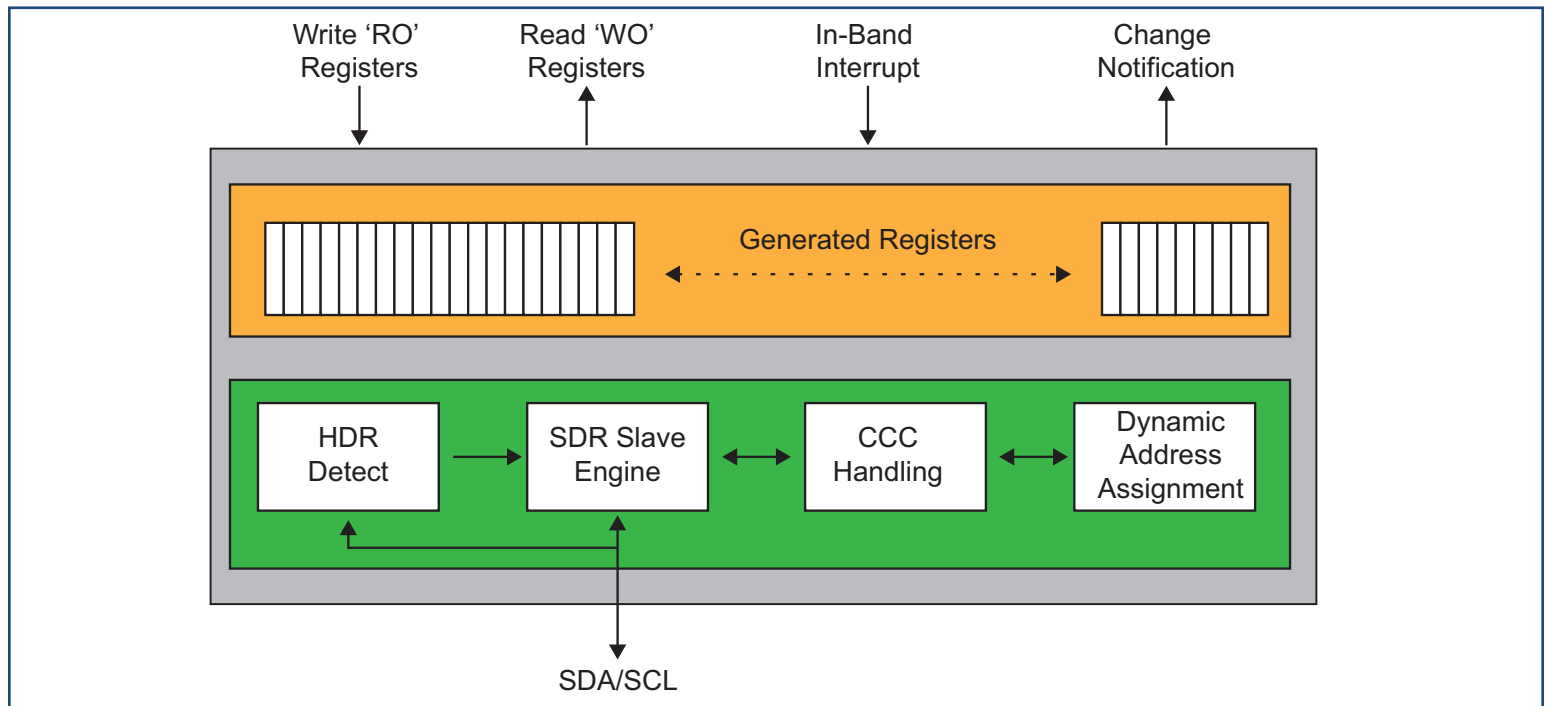 Write ‘RO’
Registers
Read ‘WO’
Registers
In-Band
Interrupt
Change
Notification
Generated Registers
HDR
Detect
SDR Slave
Engine
CCC
Handling
Dynamic
Address
Assignment
SDA/SCL